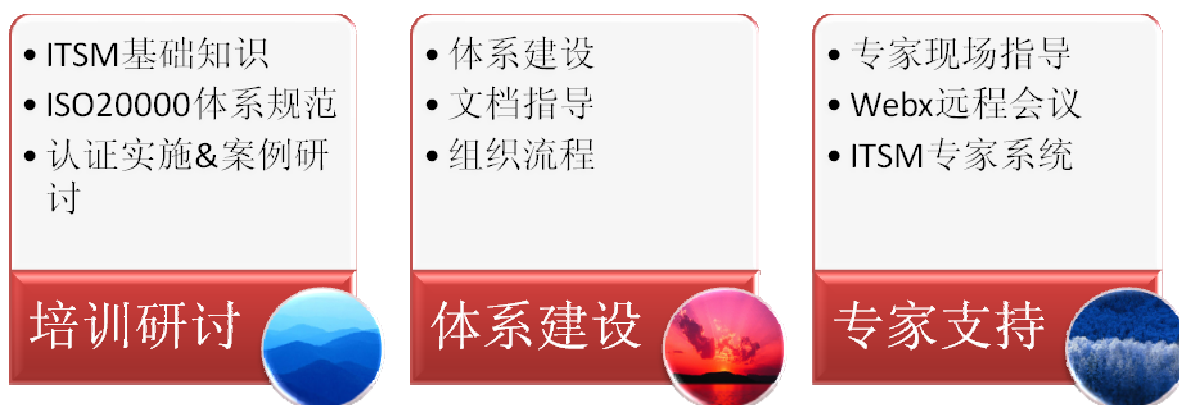 • ITSM基础知识
• ISO20000体系规范
• 认证实施&案例研
讨
培训研讨
• 体系建设
• 文档指导
• 组织流程
体系建设
• 专家现场指导
• Webx远程会议
• ITSM专家系统
专家支持